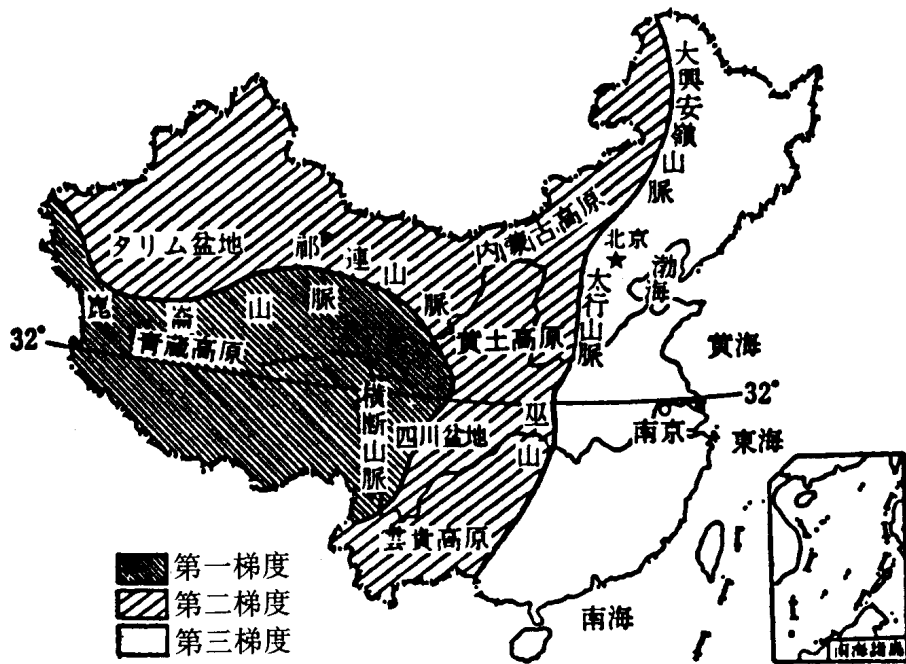 大興安嶺山脈
内蒙古高原
北京
渤海
タリム盆地
祁連山脈
太行山脈
崑崙山脈
黄土高原
黄海
32°
青蔵高原
32°
横断山脈
四川盆地
巫山
南京
東海
雲貴高原
第一梯度
第二梯度
第三梯度
南海
南海諸島